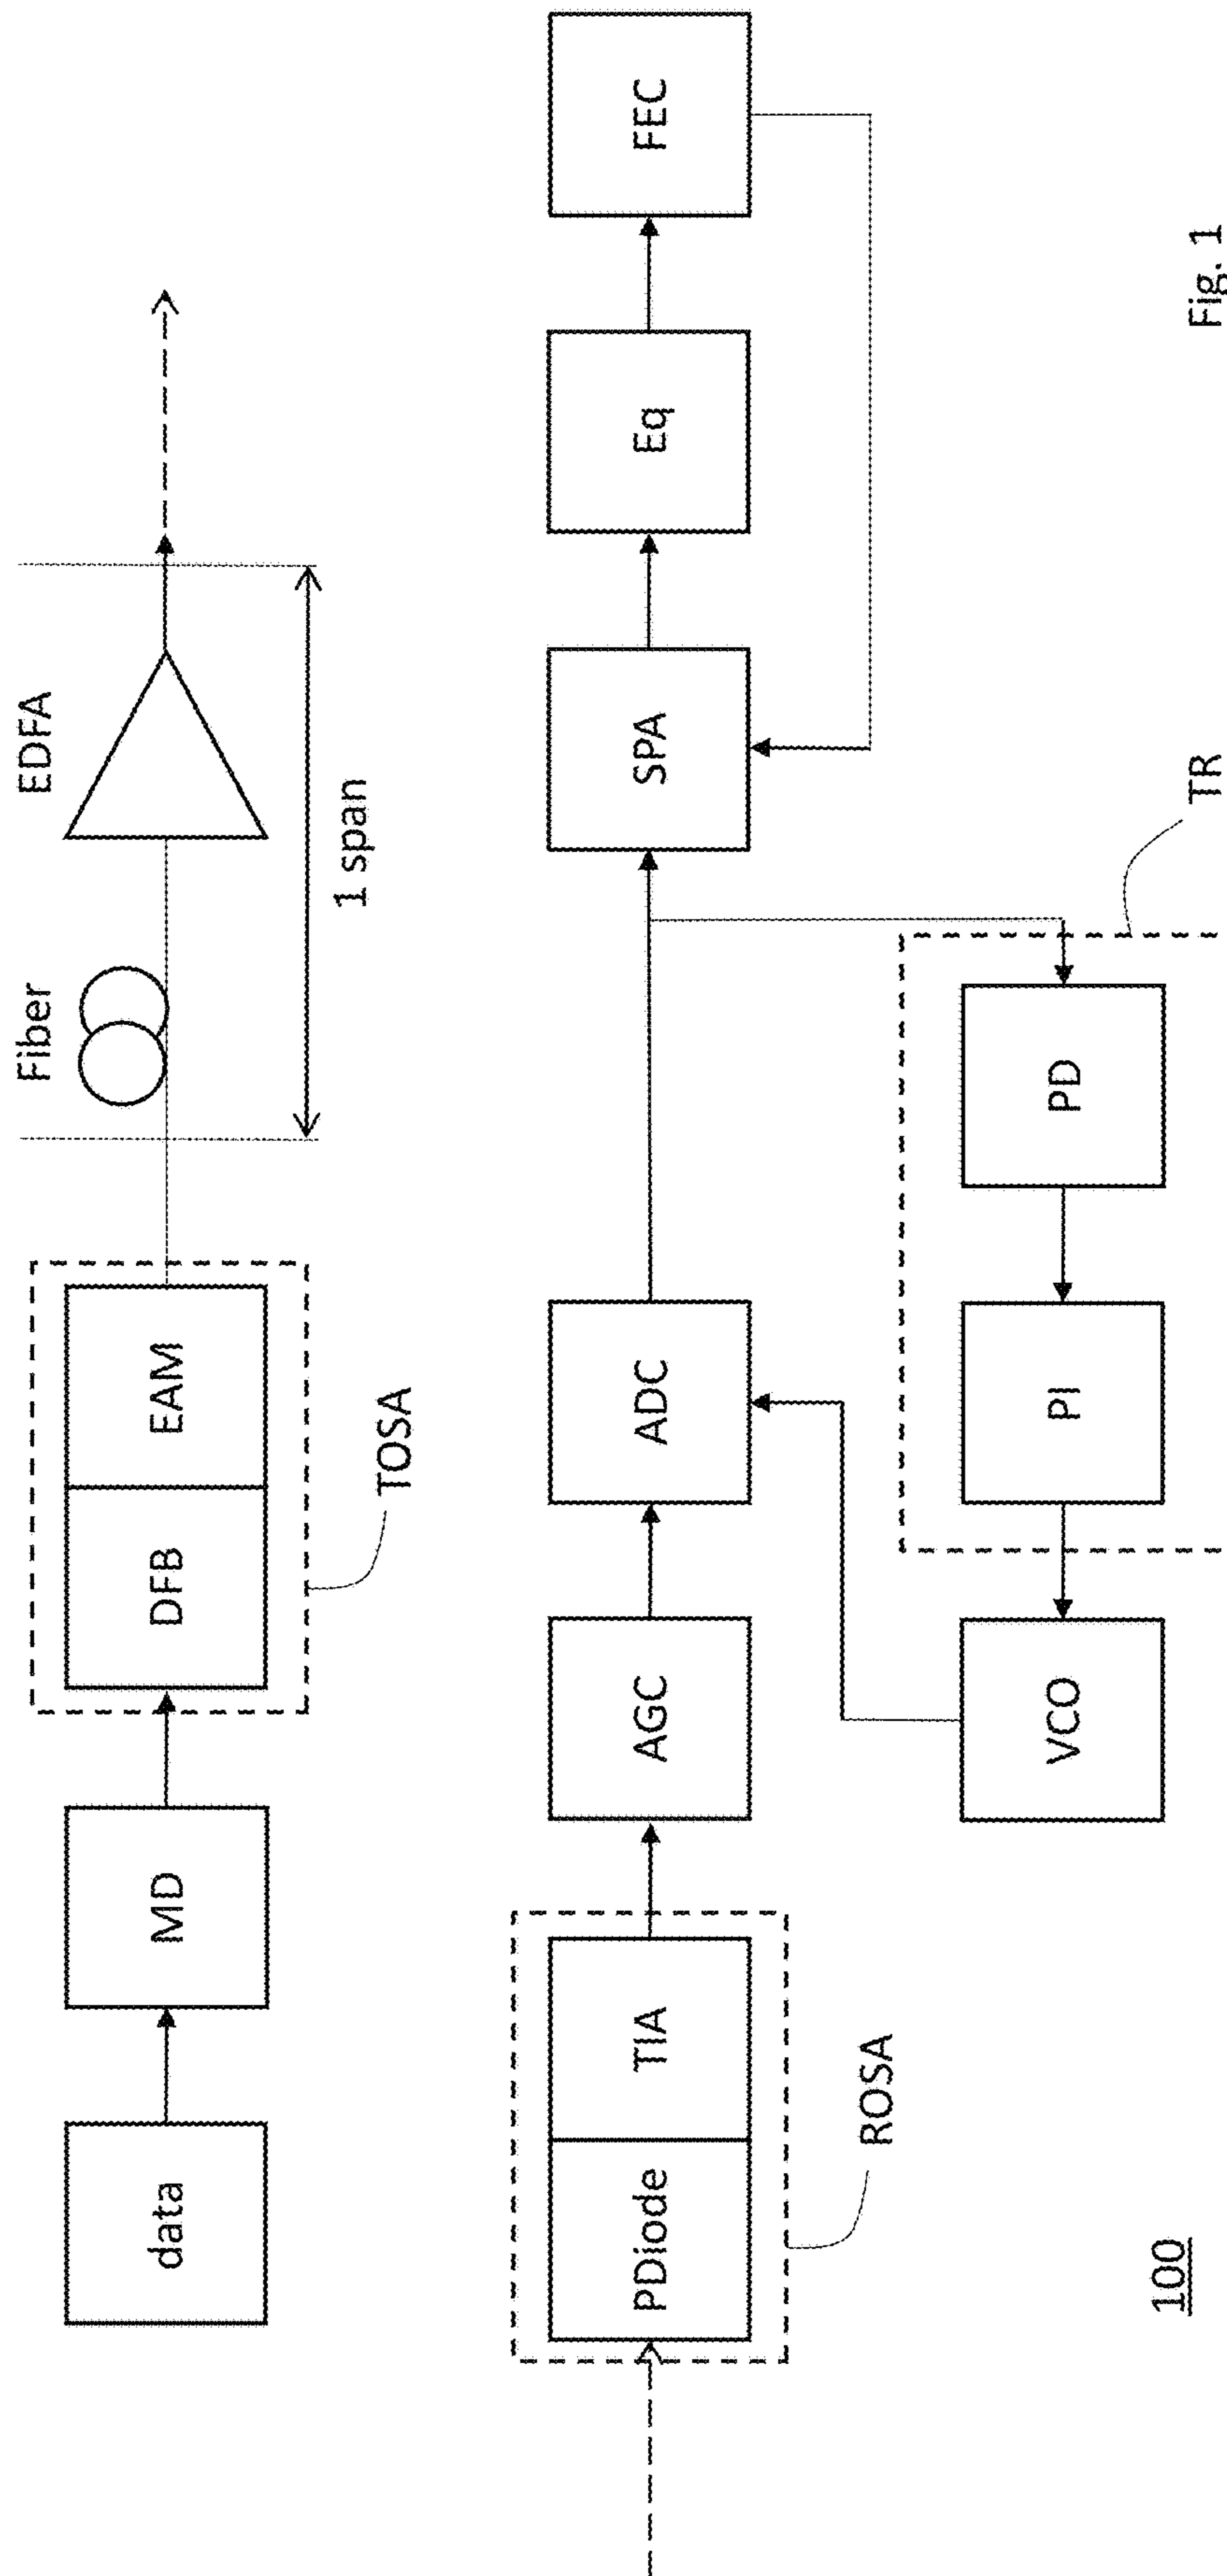 Fiber
EDFA
data
MD
DFB
EAM
1 span
TOSA
PDiode
TIA
AGC
ADC
SPA
Eq
FEC
ROSA
VCO
PI
PD
TR
100
Fig. 1